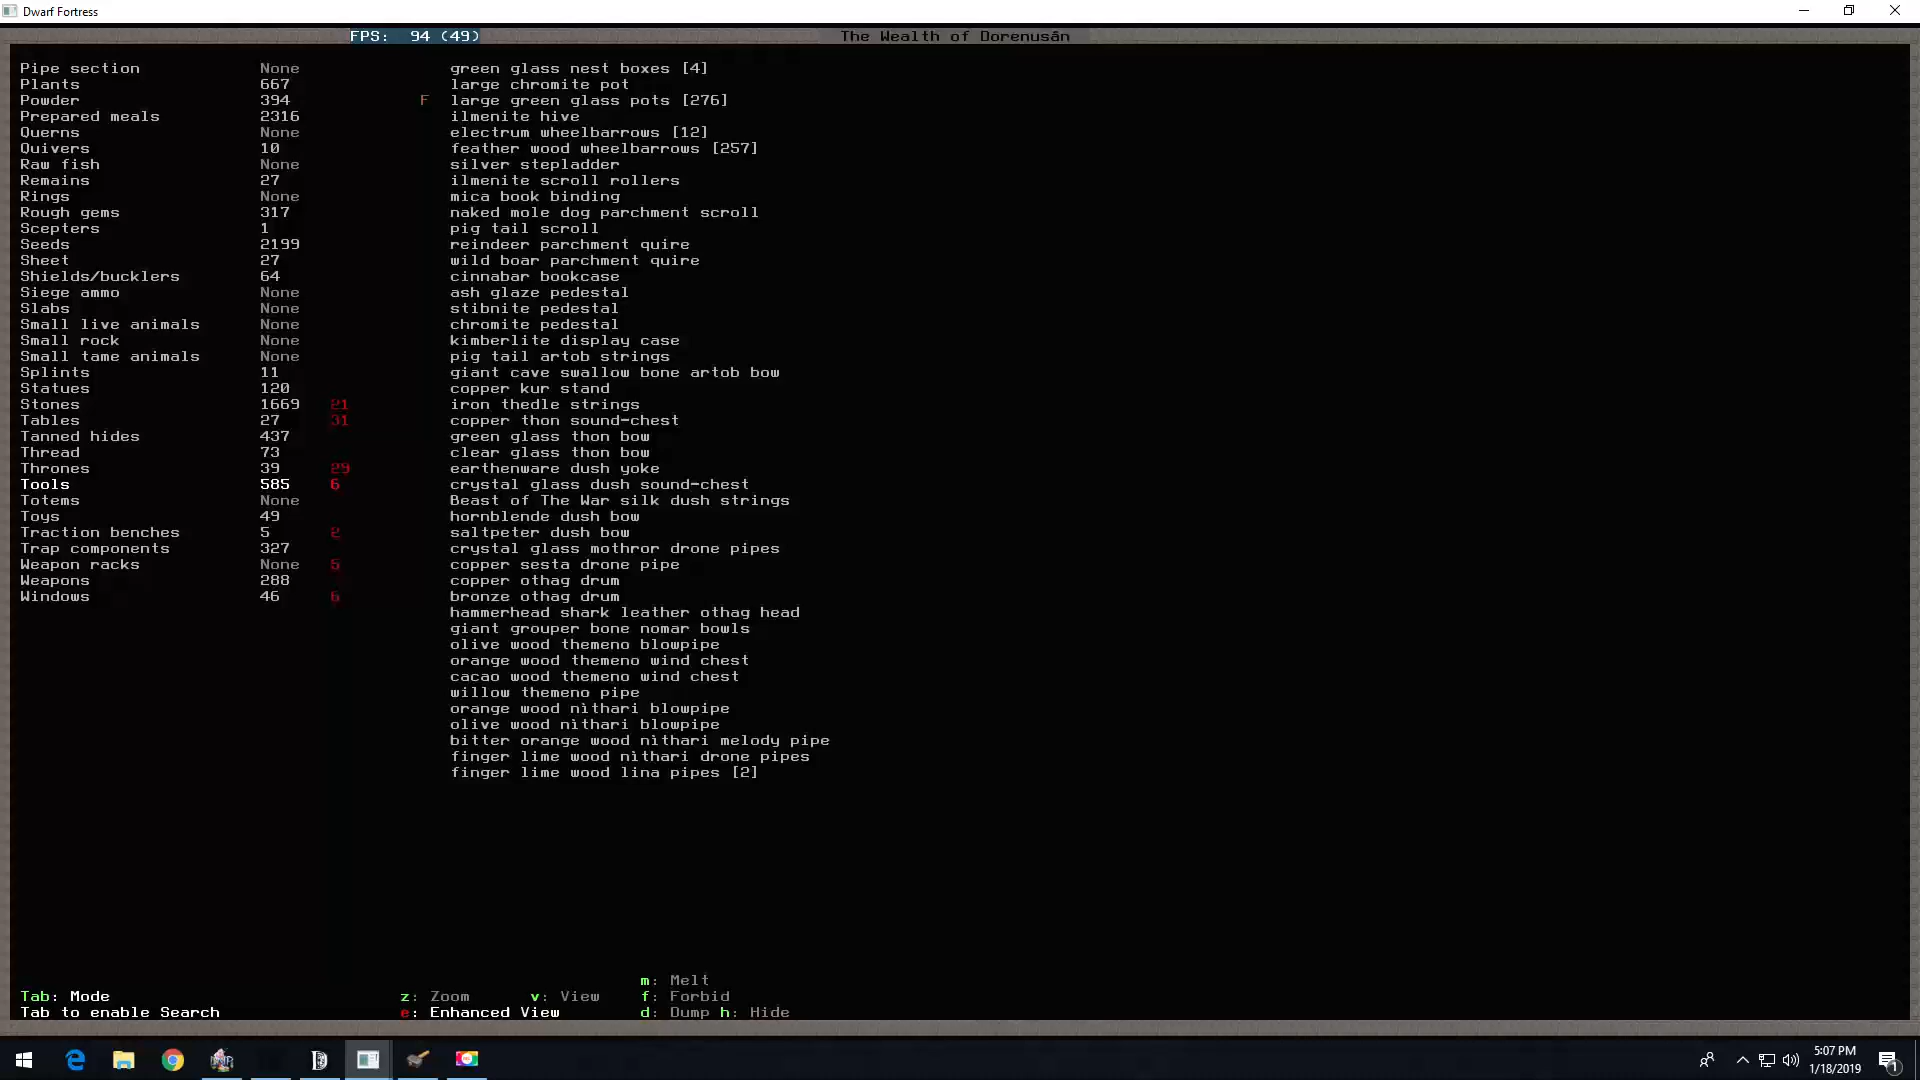 Dwarf Fortress
FPS: 94 (49)
The Wealth of Dorenusân
Pipe section None
Plants 667
Powder 394
Prepared meals 2316
Querns None
Quivers 10
Raw fish None
Remains 27
Rings None
Rough gems 317
Scepters 1
Seeds 2199
Sheet 27
Shields/bucklers 64
Siege ammo None
Slabs None
Small live animals None
Small rock None
Small tame animals None
Splints 11
Statues 120
Stones 1669 21
Tables 27 31
Tanned hides 437
Thread 73
Thrones 39 29
Tools 585 6
Totems None
Toys 49
Traction benches 5 2
Trap components 327
Weapon racks None 5
Weapons 288
Windows 46 6
green glass nest boxes [4]
large chromite pot
F large green glass pots [276]
ilmenite hive
electrum wheelbarrows [12]
feather wood wheelbarrows [257]
silver stepladder
ilmenite scroll rollers
mica book binding
naked mole dog parchment scroll
pig tail scroll
reindeer parchment quire
wild boar parchment quire
cinnabar bookcase
ash glaze pedestal
stibnite pedestal
chromite pedestal
kimberlite display case
pig tail artob strings
giant cave swallow bone artob bow
copper kur stand
iron thedle strings
copper thon sound-chest
green glass thon bow
clear glass thon bow
earthenware dush yoke
crystal glass dush sound-chest
Beast of The War silk dush strings
hornblende dush bow
saltpeter dush bow
crystal glass mothror drone pipes
copper sesta drone pipe
copper othag drum
bronze othag drum
hammerhead shark leather othag head
giant grouper bone nomar bowls
olive wood themeno blowpipe
orange wood themeno wind chest
cacao wood themeno wind chest
willow themeno pipe
orange wood nìthari blowpipe
olive wood nìthari blowpipe
bitter orange wood nìthari melody pipe
finger lime wood nìthari drone pipes
finger lime wood lina pipes [2]
m: Melt
Tab: Mode z: Zoom v: View f: Forbid
Tab to enable Search e: Enhanced View d: Dump h: Hide
5:07 PM
1/18/2019
1